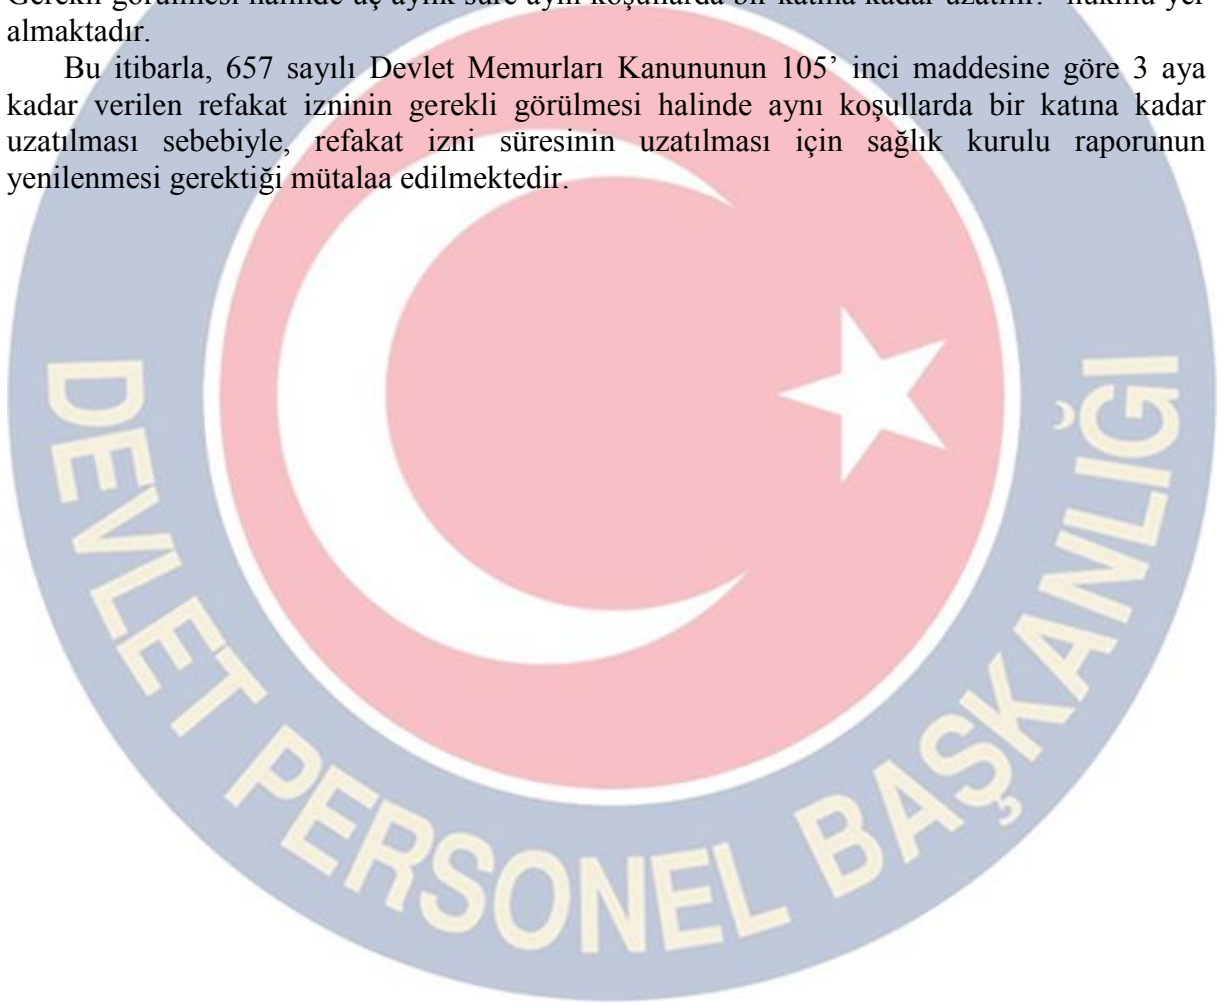 Gerekli görülmesi halinde üç aylık süre aynı koşullarda bir katına kadar uzatılır." hükmü yer
almaktadır.
Bu itibarla, 657 sayılı Devlet Memurları Kanununun 105’ inci maddesine göre 3 aya
kadar verilen refakat izninin gerekli görülmesi halinde aynı koşullarda bir katına kadar
uzatılması sebebiyle, refakat izni süresinin uzatılması için sağlık kurulu raporunun
yenilenmesi gerektiği mütalaa edilmektedir.
DEVLET PERSONEL BAŞKANLIĞI